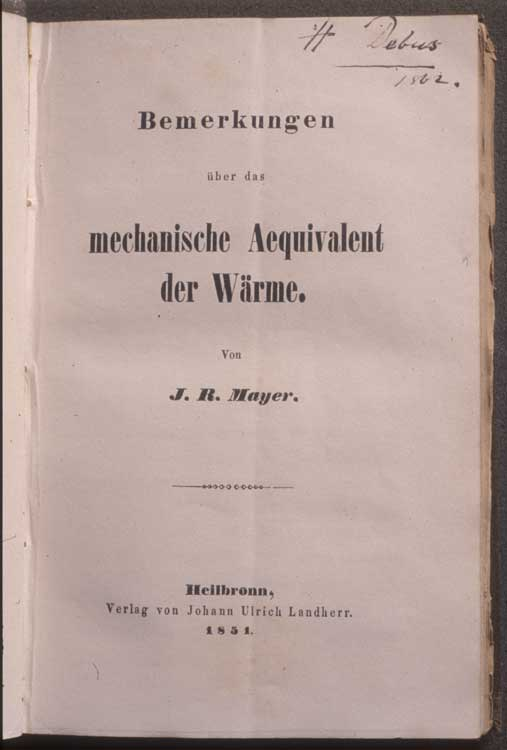 H Debus
1862.
Bemerkungen
über das
mechanische Aequivalent
der Wärme.
Von
J. R. Mayer.
Heilbronn,
Verlag von Johann Ulrich Landherr.
1851.